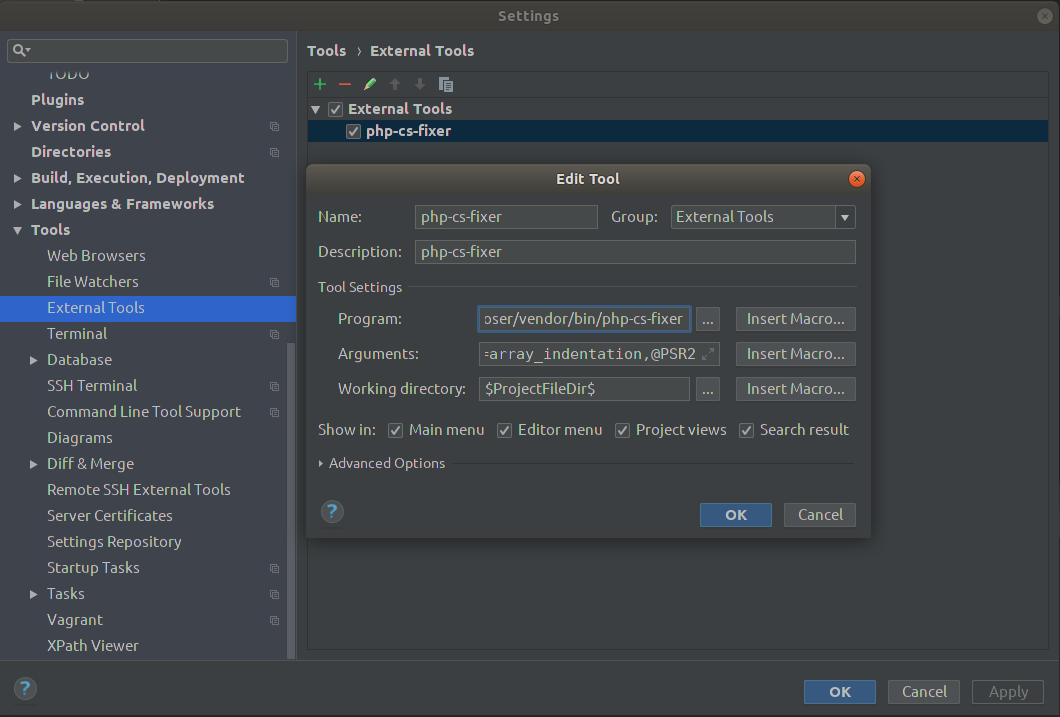 Settings
Tools › External Tools
TODO
Plugins
Version Control
Directories
Build, Execution, Deployment
Languages & Frameworks
Tools
Web Browsers
File Watchers
External Tools
Terminal
Database
SSH Terminal
Command Line Tool Support
Diagrams
Diff & Merge
Remote SSH External Tools
Server Certificates
Settings Repository
Startup Tasks
Tasks
Vagrant
XPath Viewer
External Tools
php-cs-fixer
Edit Tool
Name: php-cs-fixer Group: External Tools
Description: php-cs-fixer
Tool Settings
Program: oser/vendor/bin/php-cs-fixer ... Insert Macro...
Arguments: =array_indentation,@PSR2 Insert Macro...
Working directory: $ProjectFileDir$ ... Insert Macro...
Show in: Main menu Editor menu Project views Search result
Advanced Options
? OK Cancel
? OK Cancel Apply